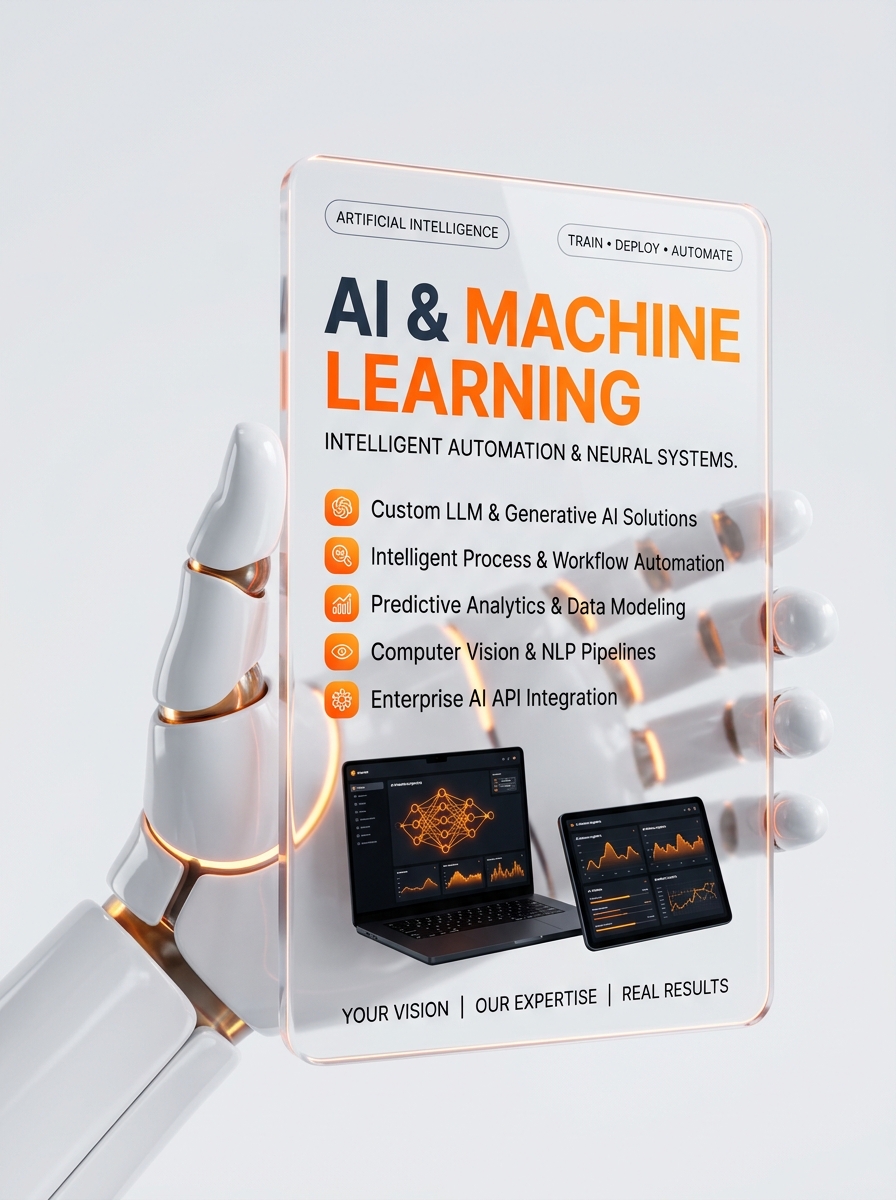 ARTIFICIAL INTELLIGENCE
TRAIN • DEPLOY • AUTOMATE
AI & MACHINE
LEARNING
INTELLIGENT AUTOMATION & NEURAL SYSTEMS.
Custom LLM & Generative AI Solutions
Intelligent Process & Workflow Automation
Predictive Analytics & Data Modeling
Computer Vision & NLP Pipelines
Enterprise AI API Integration
YOUR VISION | OUR EXPERTISE | REAL RESULTS